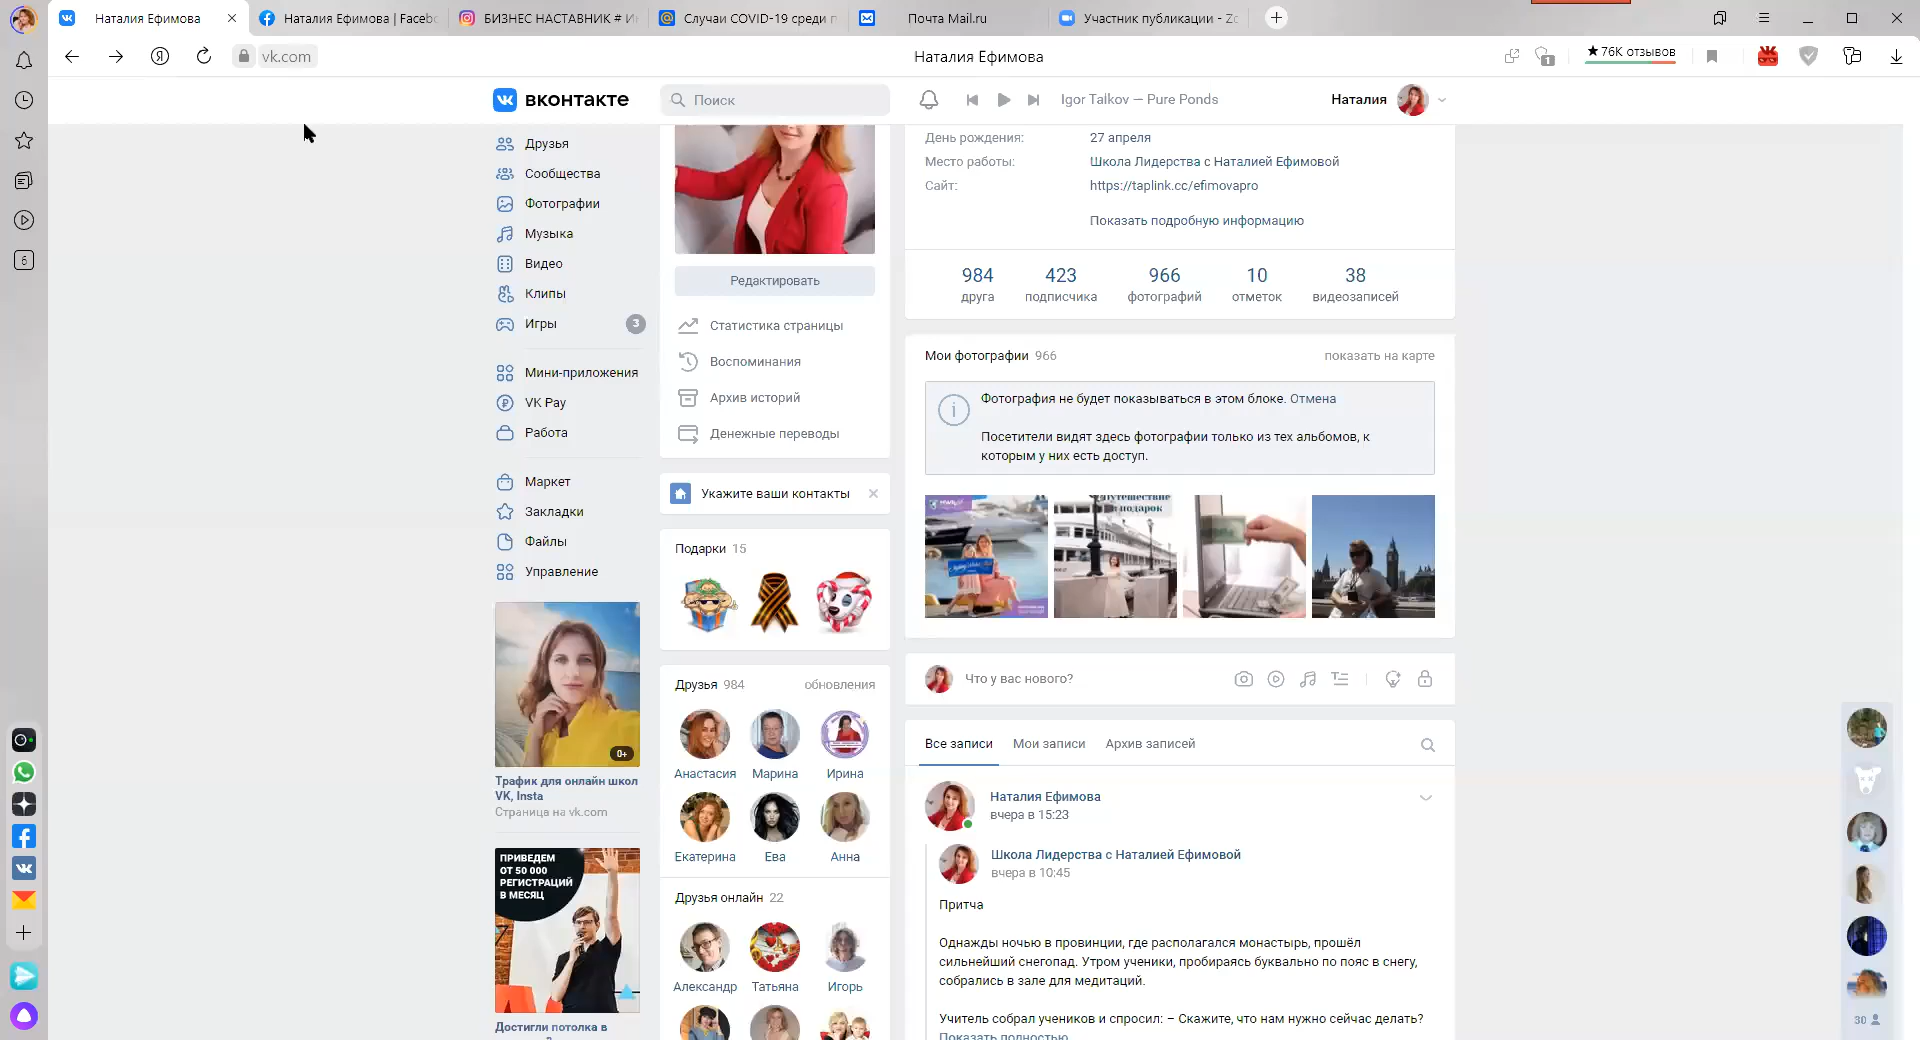 Наталия Ефимова
Наталия Ефимова | Faceb
БИЗНЕС НАСТАВНИК # И
Случаи COVID-19 среди п
Почта Mail.ru
Участник публикации - Zo
vk.com
Наталия Ефимова
★ 76K отзывов
1
6
вконтакте
Поиск
Igor Talkov — Pure Ponds
Наталия
Друзья
Сообщества
Фотографии
Музыка
Видео
Клипы
Игры
3
Мини-приложения
VK Pay
Работа
Маркет
Закладки
Файлы
Управление
0+
Трафик для онлайн школ
VK, Insta
Страница на vk.com
ПРИВЕДЕМ
ОТ 50 000
РЕГИСТРАЦИЙ
В МЕСЯЦ
Достигли потолка в
Редактировать
Статистика страницы
Воспоминания
Архив историй
Денежные переводы
Укажите ваши контакты
Подарки 15
Друзья 984
обновления
Анастасия
Марина
Ирина
Екатерина
Ева
Анна
Друзья онлайн 22
Александр
Татьяна
Игорь
День рождения:
27 апреля
Место работы:
Школа Лидерства с Наталией Ефимовой
Сайт:
https://taplink.cc/efimovapro
Показать подробную информацию
984
друга
423
подписчика
966
фотографий
10
отметок
38
видеозаписей
Мои фотографии 966
показать на карте
Фотография не будет показываться в этом блоке. Отмена
Посетители видят здесь фотографии только из тех альбомов, к
которым у них есть доступ.
Путешествие
подарок
Что у вас нового?
Все записи
Мои записи
Архив записей
Наталия Ефимова
вчера в 15:23
Школа Лидерства с Наталией Ефимовой
вчера в 10:45
Притча
Однажды ночью в провинции, где располагался монастырь, прошёл
сильнейший снегопад. Утром ученики, пробираясь буквально по пояс в снегу,
собрались в зале для медитаций.
Учитель собрал учеников и спросил: – Скажите, что нам нужно сейчас делать?
Показать полностью
30